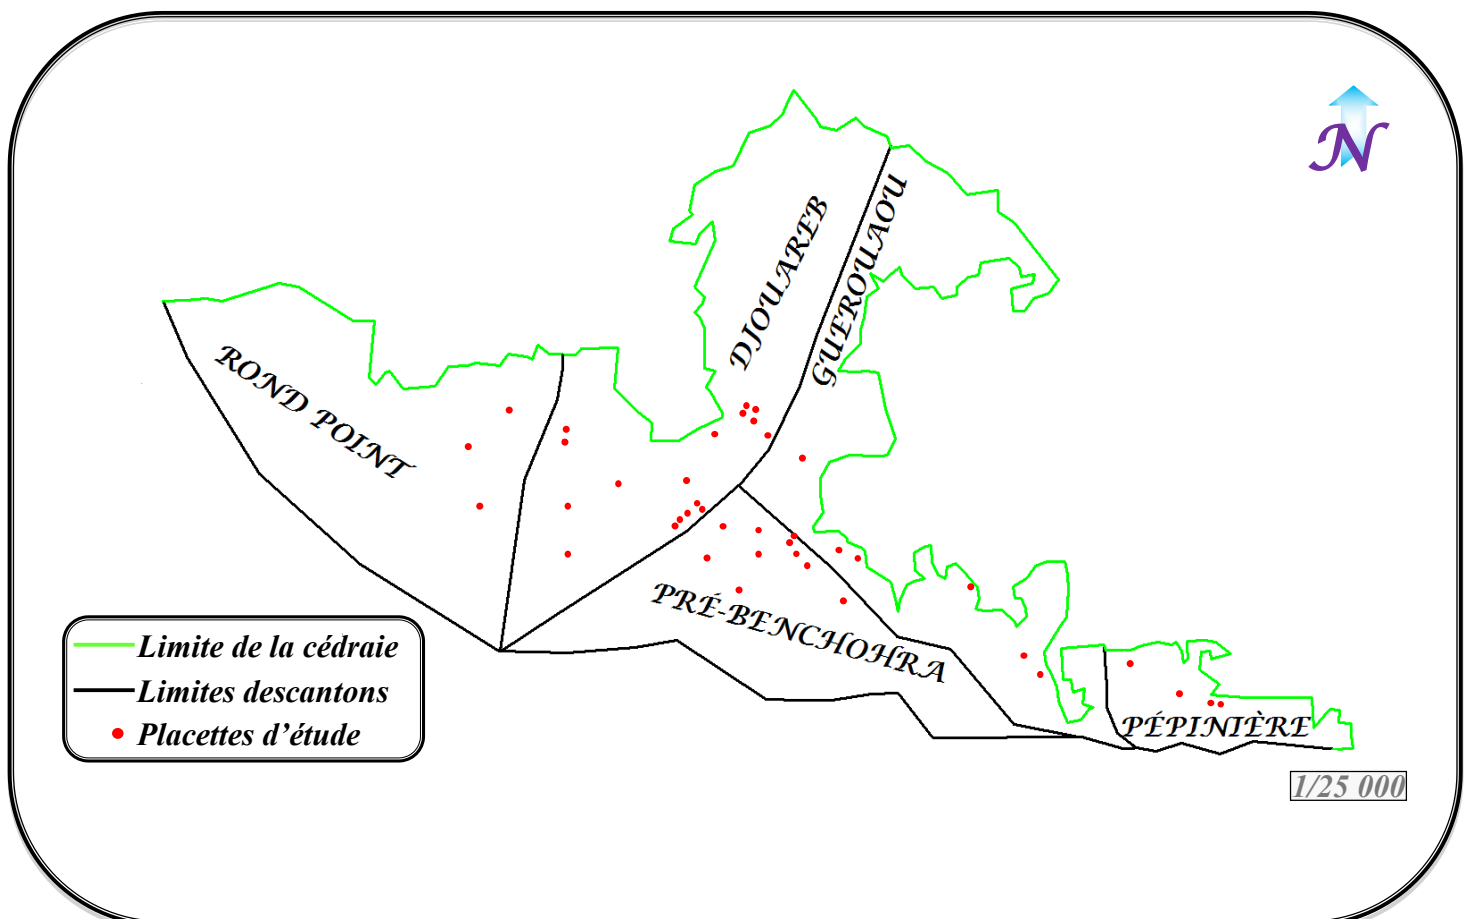 N
DJOUAREB
GUEROUAOU
ROND POINT
PRÉ-BENCHOHRA
PÉPINIÈRE
Limite de la cédraie
Limites descantons
Placettes d’étude
1/25 000